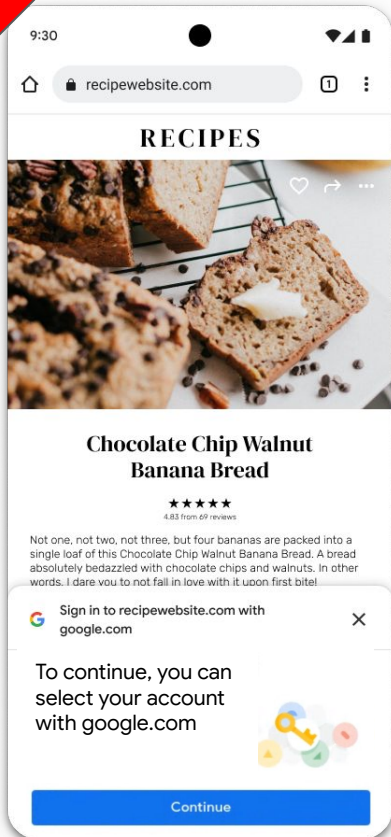 9:30
recipewebsite.com
1
RECIPES
Chocolate Chip Walnut
Banana Bread
★★★★★
4.83 from 69 reviews
Not one, not two, not three, but four bananas are packed into a
single loaf of this Chocolate Chip Walnut Banana Bread. A bread
absolutely bedazzled with chocolate chips and walnuts. In other
words, I dare you to not fall in love with it upon first bite!
Sign in to recipewebsite.com with
google.com
To continue, you can
select your account
with google.com
Continue